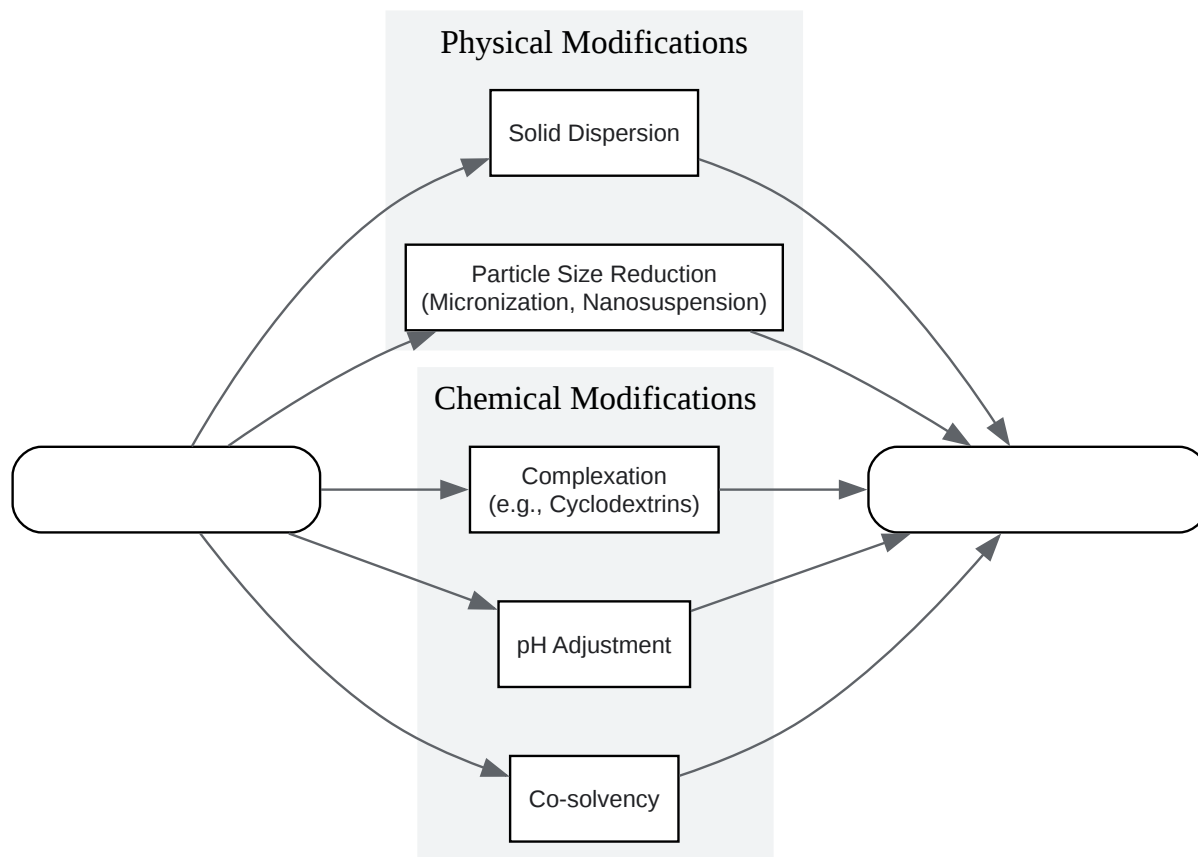 Physical Modifications
Solid Dispersion
Particle Size Reduction
(Micronization, Nanosuspension)
Chemical Modifications
Complexation
(e.g., Cyclodextrins)
pH Adjustment
Co-solvency